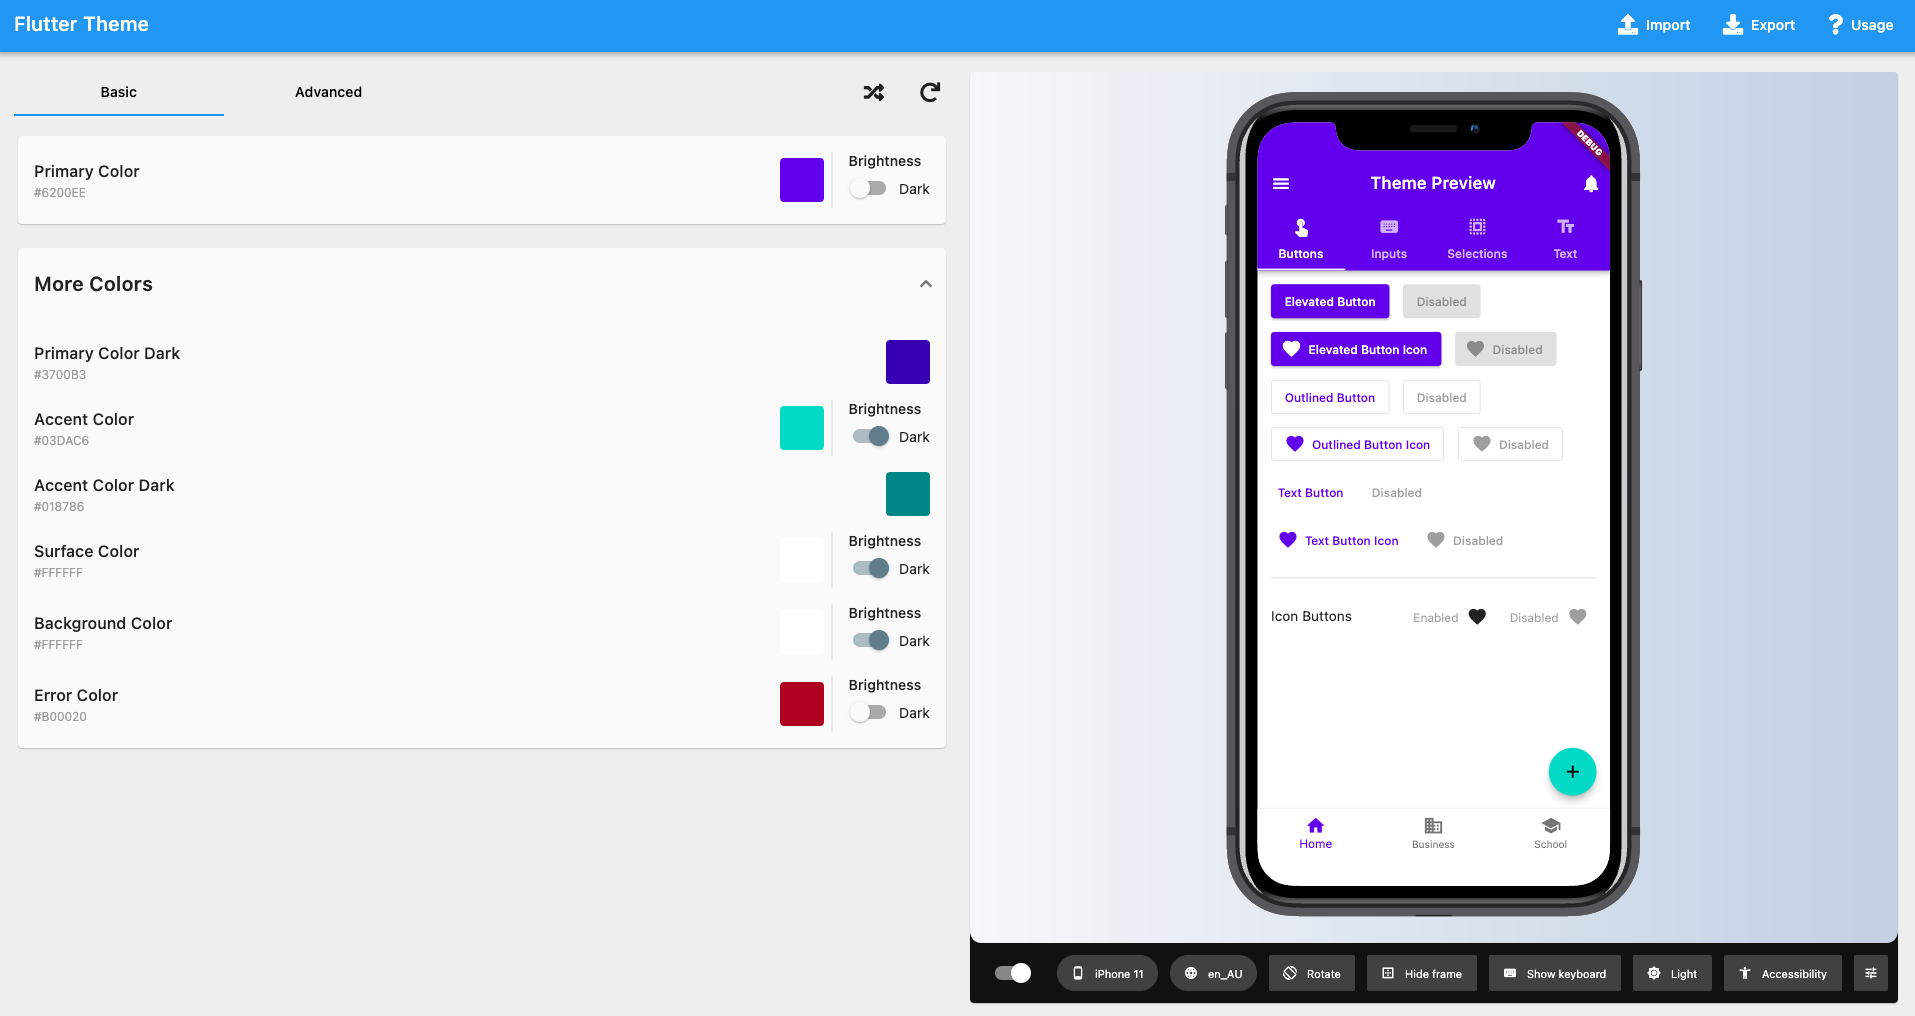 Flutter Theme
Import
Export
Usage
Basic
Advanced
Primary Color
#6200EE
Brightness
Dark
More Colors
Primary Color Dark
#3700B3
Accent Color
#03DAC6
Brightness
Dark
Accent Color Dark
#018786
Surface Color
#FFFFFF
Brightness
Dark
Background Color
#FFFFFF
Brightness
Dark
Error Color
#B00020
Brightness
Dark
DEBUG
Theme Preview
Buttons
Inputs
Selections
Text
Elevated Button
Disabled
Elevated Button Icon
Disabled
Outlined Button
Disabled
Outlined Button Icon
Disabled
Text Button
Disabled
Text Button Icon
Disabled
Icon Buttons
Enabled
Disabled
Home
Business
School
iPhone 11
en_AU
Rotate
Hide frame
Show keyboard
Light
Accessibility